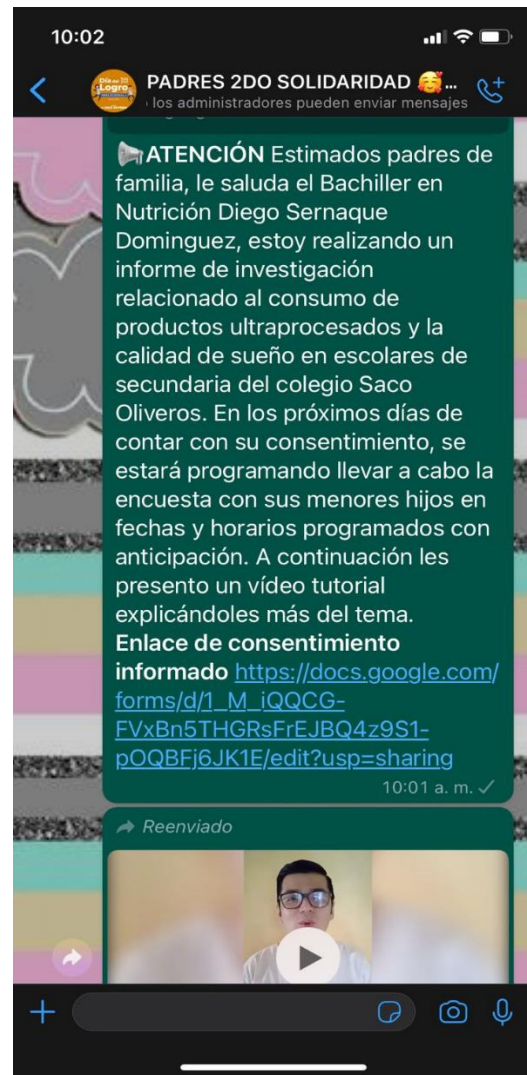 10:02
PADRES 2DO SOLIDARIDAD 🥰...
los administradores pueden enviar mensajes
📢ATENCIÓN Estimados padres de
familia, le saluda el Bachiller en
Nutrición Diego Sernaque
Dominguez, estoy realizando un
informe de investigación
relacionado al consumo de
productos ultraprocesados y la
calidad de sueño en escolares de
secundaria del colegio Saco
Oliveros. En los próximos días de
contar con su consentimiento, se
estará programando llevar a cabo la
encuesta con sus menores hijos en
fechas y horarios programados con
anticipación. A continuación les
presento un vídeo tutorial
explicándoles más del tema.
Enlace de consentimiento
informado https://docs.google.com/
forms/d/1_M_iQQCG-
FVxBn5THGRsFrEJBQ4z9S1-
pOQBFj6JK1E/edit?usp=sharing
10:01 a. m.
Reenviado